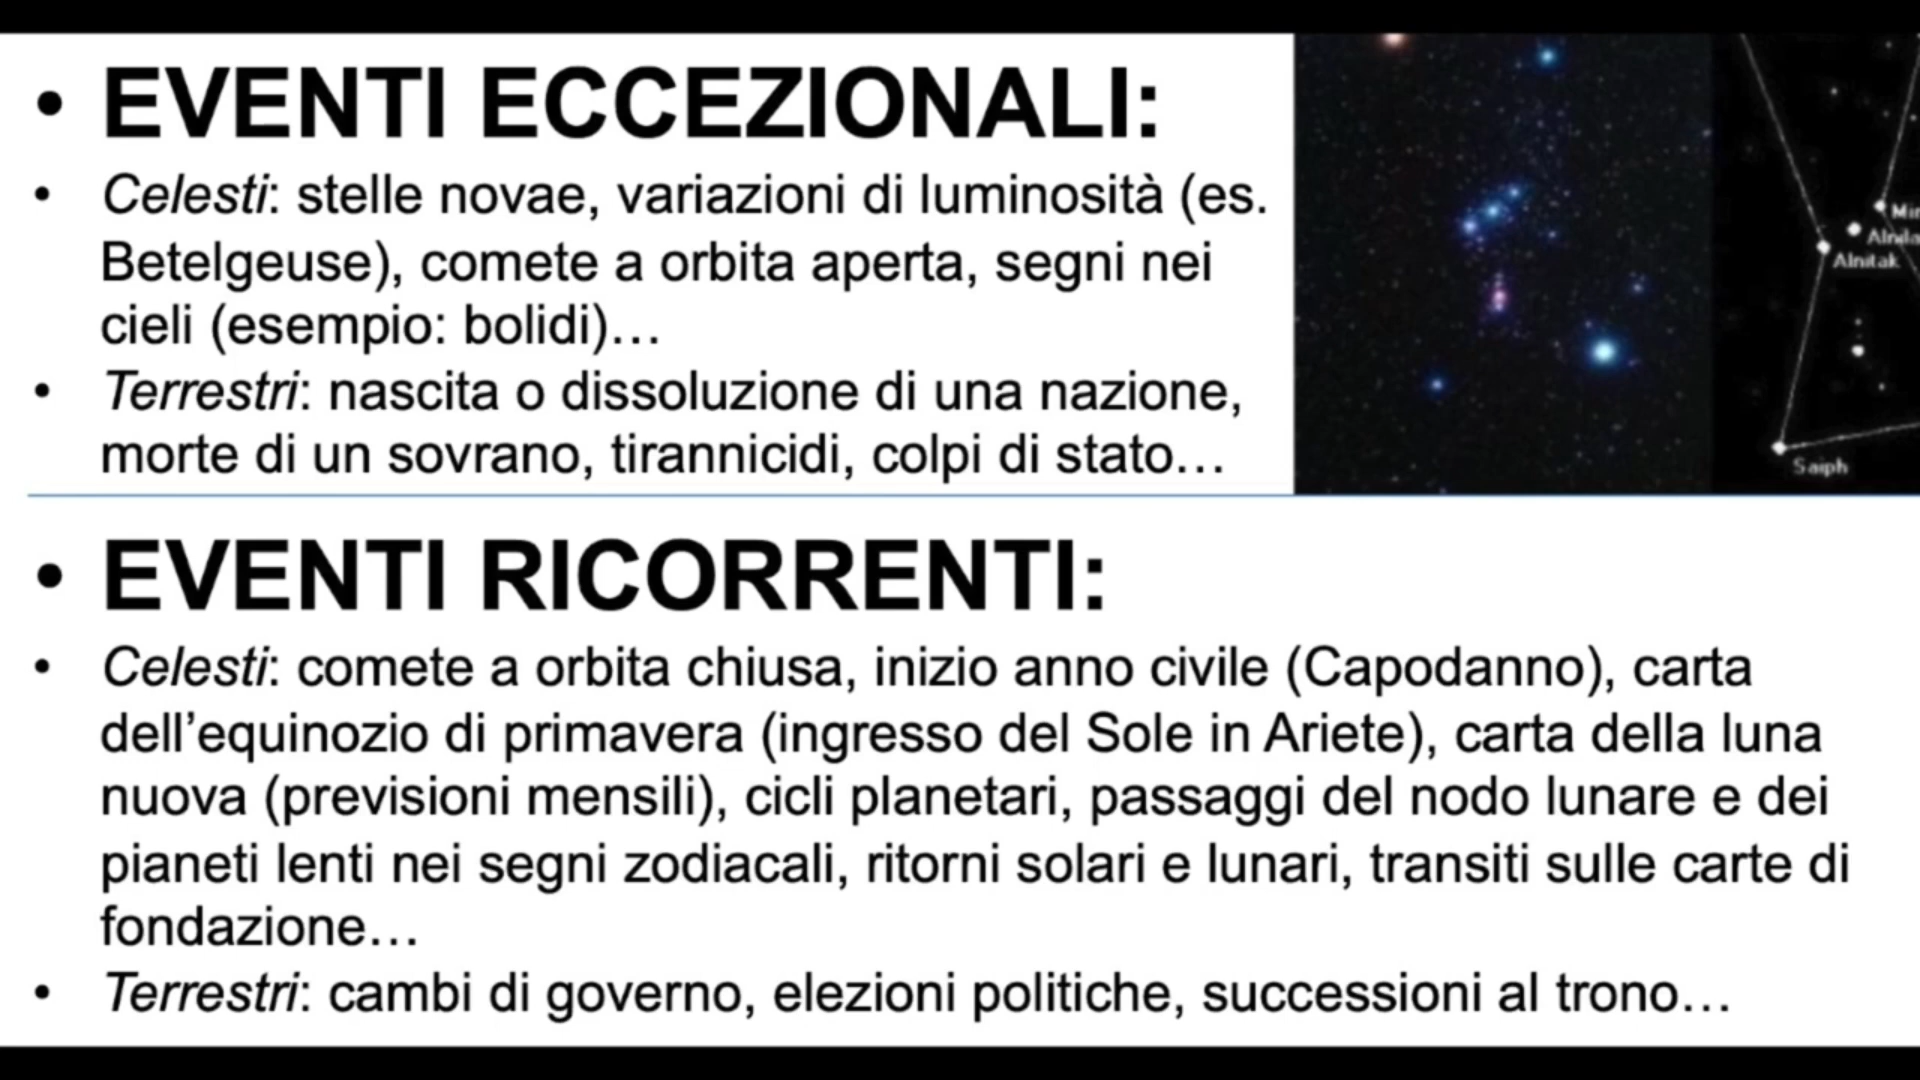 • EVENTI ECCEZIONALI:
• Celesti: stelle novae, variazioni di luminosità (es.
Betelgeuse), comete a orbita aperta, segni nei
cieli (esempio: bolidi)…
• Terrestri: nascita o dissoluzione di una nazione,
morte di un sovrano, tirannicidi, colpi di stato…
Alnitak
Saiph
• EVENTI RICORRENTI:
• Celesti: comete a orbita chiusa, inizio anno civile (Capodanno), carta
dell’equinozio di primavera (ingresso del Sole in Ariete), carta della luna
nuova (previsioni mensili), cicli planetari, passaggi del nodo lunare e dei
pianeti lenti nei segni zodiacali, ritorni solari e lunari, transiti sulle carte di
fondazione…
• Terrestri: cambi di governo, elezioni politiche, successioni al trono…